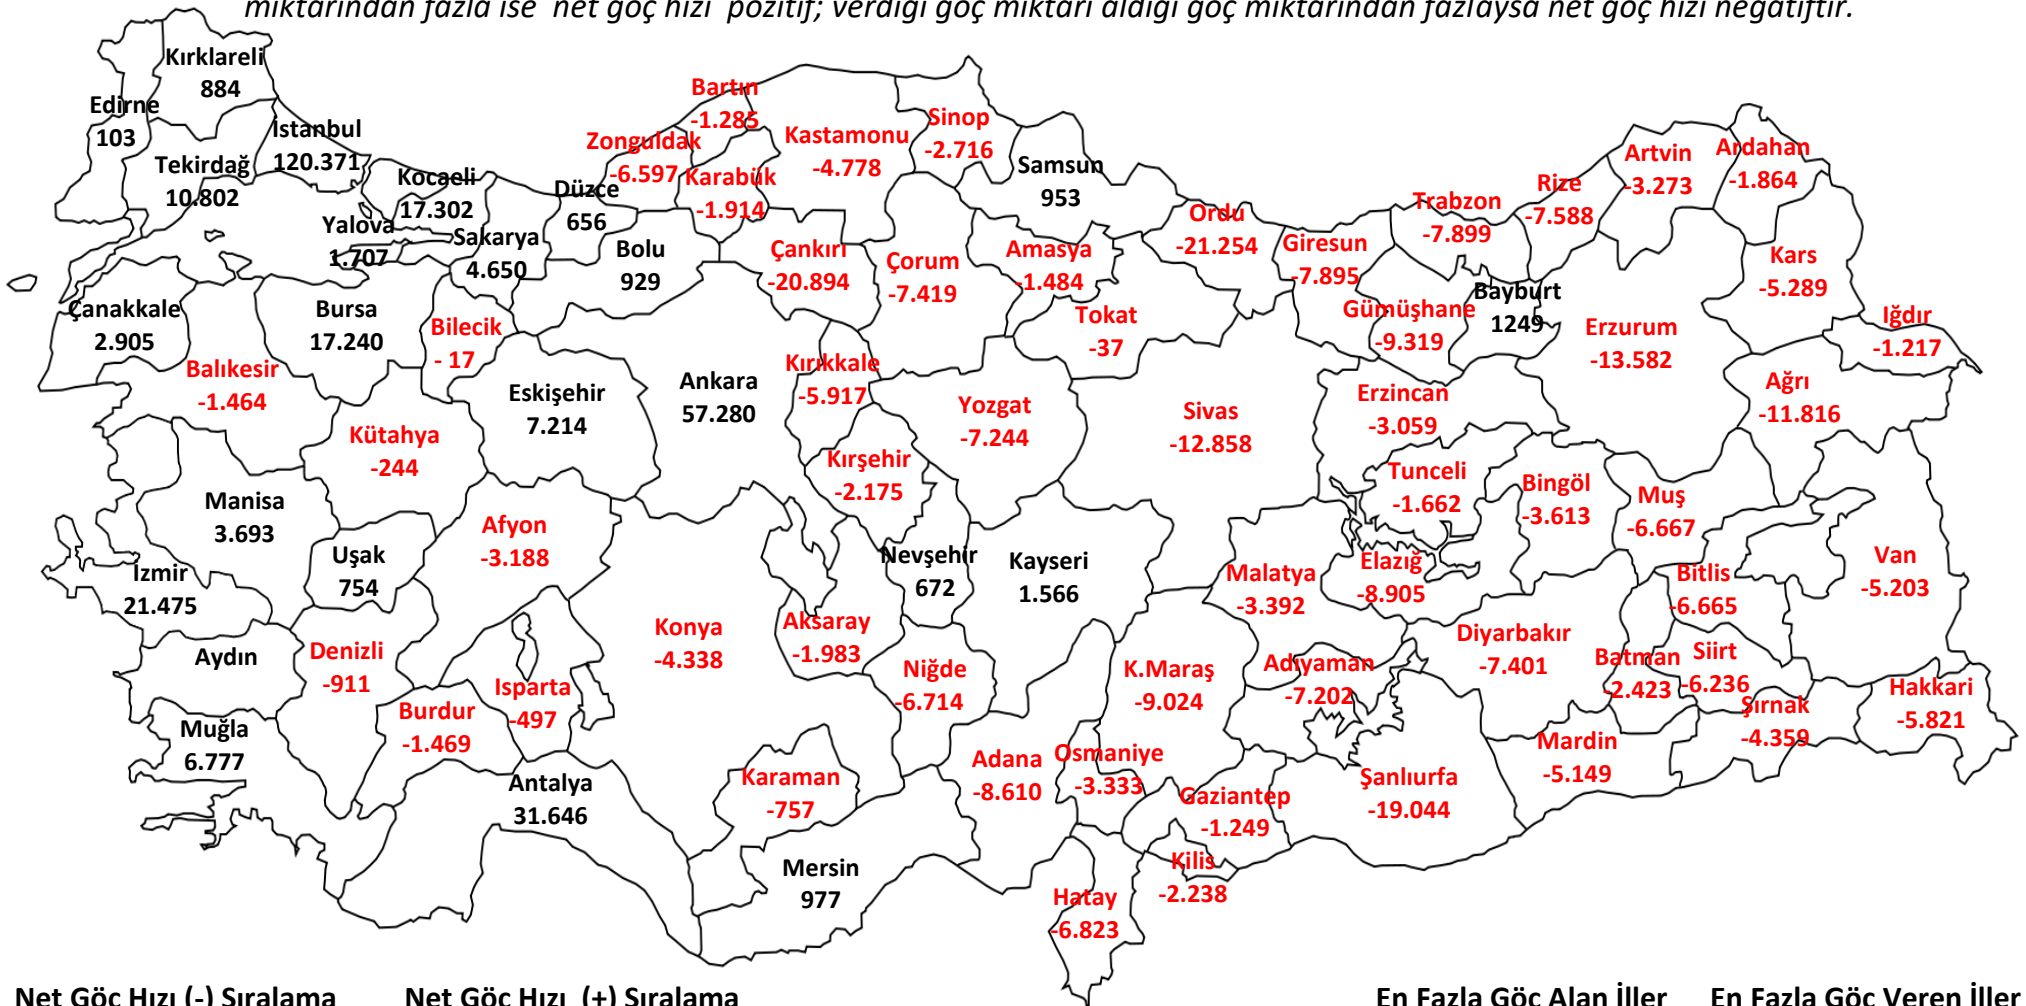 miktarından fazla ise net göç hızı pozitif; verdiği göç miktarı aldığı göç miktarından fazlaysa net göç hızı negatiftir.
Kırklareli
884
Edirne
103
İstanbul
120.371
Tekirdağ
10.802
Kocaeli
17.302
Yalova
1.707
Sakarya
4.650
Düzce
656
Bolu
929
Zonguldak
-6.597
Bartın
-1.285
Karabük
-1.914
Kastamonu
-4.778
Sinop
-2.716
Samsun
953
Çankırı
-20.894
Çorum
-7.419
Amasya
-1.484
Tokat
-37
Ordu
-21.254
Giresun
-7.895
Trabzon
-7.899
Rize
-7.588
Artvin
-3.273
Ardahan
-1.864
Kars
-5.289
Iğdır
-1.217
Gümüşhane
-9.319
Bayburt
1249
Erzurum
-13.582
Ağrı
-11.816
Çanakkale
2.905
Balıkesir
-1.464
Bursa
17.240
Bilecik
- 17
Kütahya
-244
Eskişehir
7.214
Ankara
57.280
Kırıkkale
-5.917
Kırşehir
-2.175
Yozgat
-7.244
Sivas
-12.858
Erzincan
-3.059
Tunceli
-1.662
Bingöl
-3.613
Muş
-6.667
Van
-5.203
Bitlis
-6.665
Manisa
3.693
Uşak
754
Afyon
-3.188
İzmir
21.475
Aydın
Denizli
-911
Muğla
6.777
Burdur
-1.469
Isparta
-497
Antalya
31.646
Konya
-4.338
Aksaray
-1.983
Nevşehir
672
Kayseri
1.566
Niğde
-6.714
Karaman
-757
Mersin
977
Adana
-8.610
Osmaniye
-3.333
K.Maraş
-9.024
Malatya
-3.392
Elazığ
-8.905
Adıyaman
-7.202
Diyarbakır
-7.401
Batman
-2.423
Siirt
-6.236
Şırnak
-4.359
Hakkari
-5.821
Mardin
-5.149
Şanlıurfa
-19.044
Gaziantep
-1.249
Kilis
-2.238
Hatay
-6.823
Net Göç Hızı (-) Sıralama
Net Göç Hızı (+) Sıralama
En Fazla Göç Alan İller
En Fazla Göç Veren İller